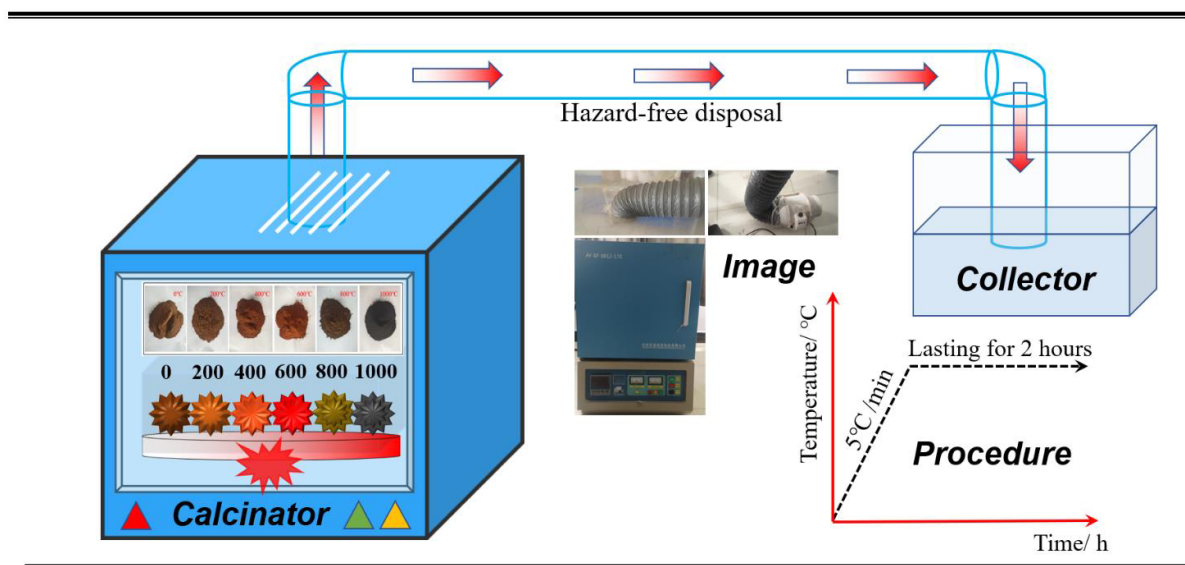 Hazard-free disposal
0°C 200°C 400°C 600°C 800°C 1000°C
0 200 400 600 800 1000
Calcinator
Image
Collector
Temperature/ °C
Lasting for 2 hours
5°C /min
Procedure
Time/ h